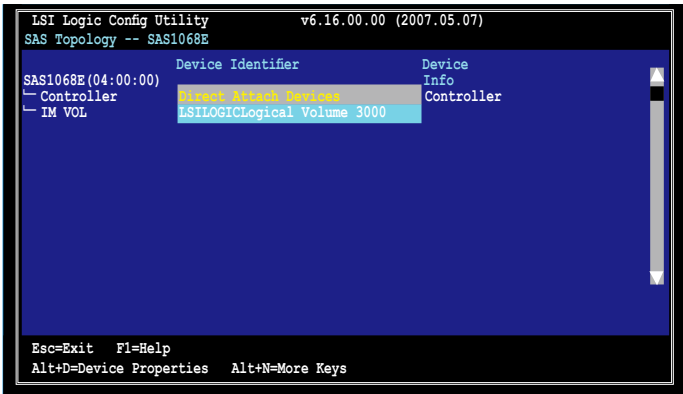 LSI Logic Config Utility v6.16.00.00 (2007.05.07)
SAS Topology -- SAS1068E
Device Identifier Device
SAS1068E(04:00:00) Info
Controller Direct Attach Devices Controller
IM VOL LSILOGICLogical Volume 3000
Esc=Exit F1=Help
Alt+D=Device Properties Alt+N=More Keys